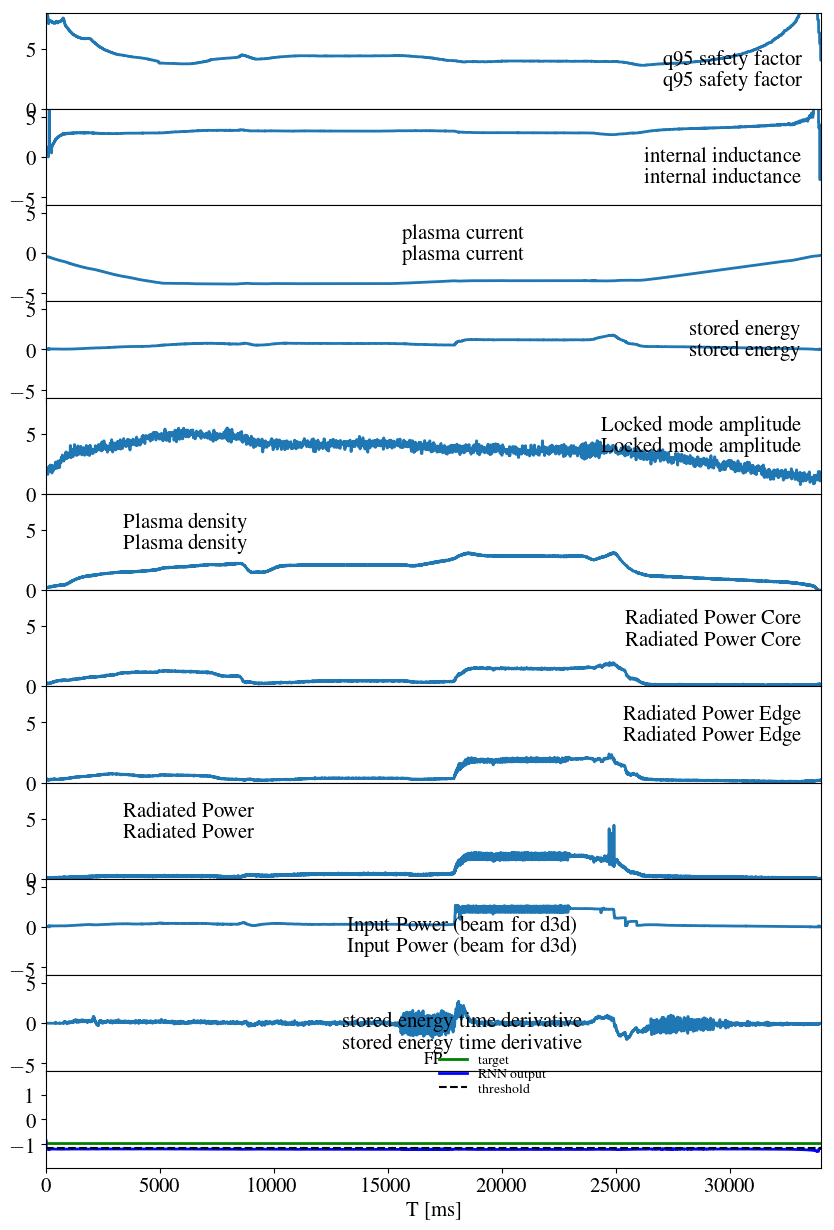 5
q95 safety factor
q95 safety factor
0
5
0
internal inductance
internal inductance
−5
5
plasma current
0
plasma current
−5
5
stored energy
0
stored energy
−5
Locked mode amplitude
5
Locked mode amplitude
0
Plasma density
5
Plasma density
0
Radiated Power Core
5
Radiated Power Core
0
Radiated Power Edge
5
Radiated Power Edge
0
Radiated Power
5
Radiated Power
0
5
0
Input Power (beam for d3d)
Input Power (beam for d3d)
−5
5
0
stored energy time derivative
stored energy time derivative
−5
FP
target
RNN output
threshold
1
0
−1
0 5000 10000 15000 20000 25000 30000
T [ms]